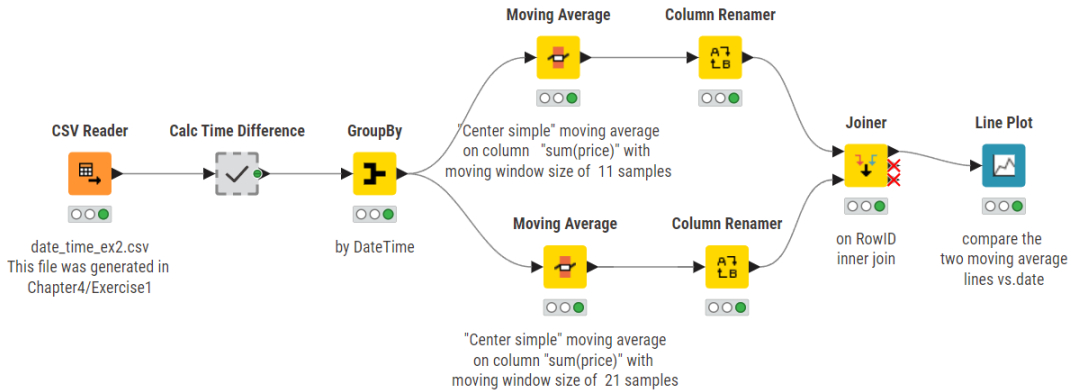 Moving Average
Column Renamer
"Center simple" moving average
on column "sum(price)" with
moving window size of 11 samples
CSV Reader
Calc Time Difference
GroupBy
Joiner
Line Plot
date_time_ex2.csv
This file was generated in
Chapter4/Exercise1
by DateTime
on RowID
inner join
compare the
two moving average
lines vs.date
Moving Average
Column Renamer
"Center simple" moving average
on column "sum(price)" with
moving window size of 21 samples